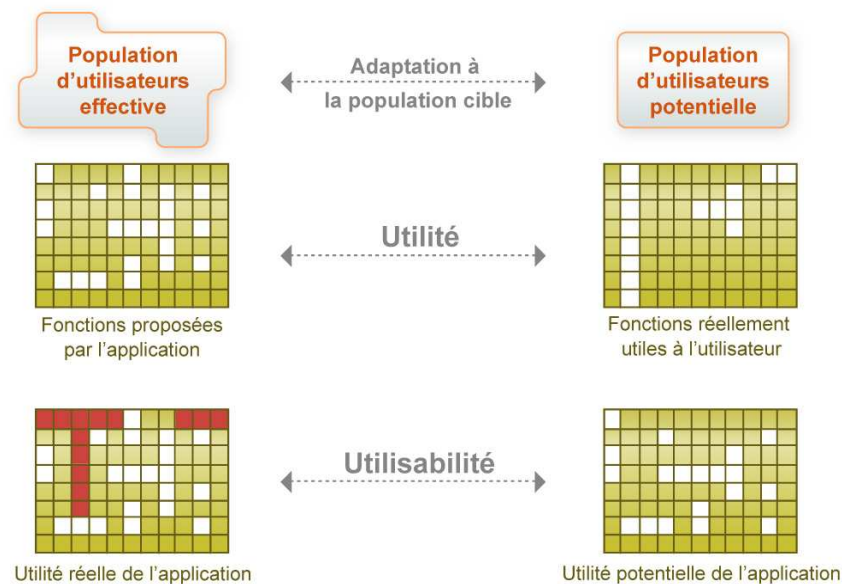 Population
d'utilisateurs
effective
Adaptation à
la population cible
Population
d'utilisateurs
potentielle
Utilité
Fonctions proposées
par l'application
Fonctions réellement
utiles à l'utilisateur
Utilisabilité
Utilité réelle de l'application
Utilité potentielle de l'application